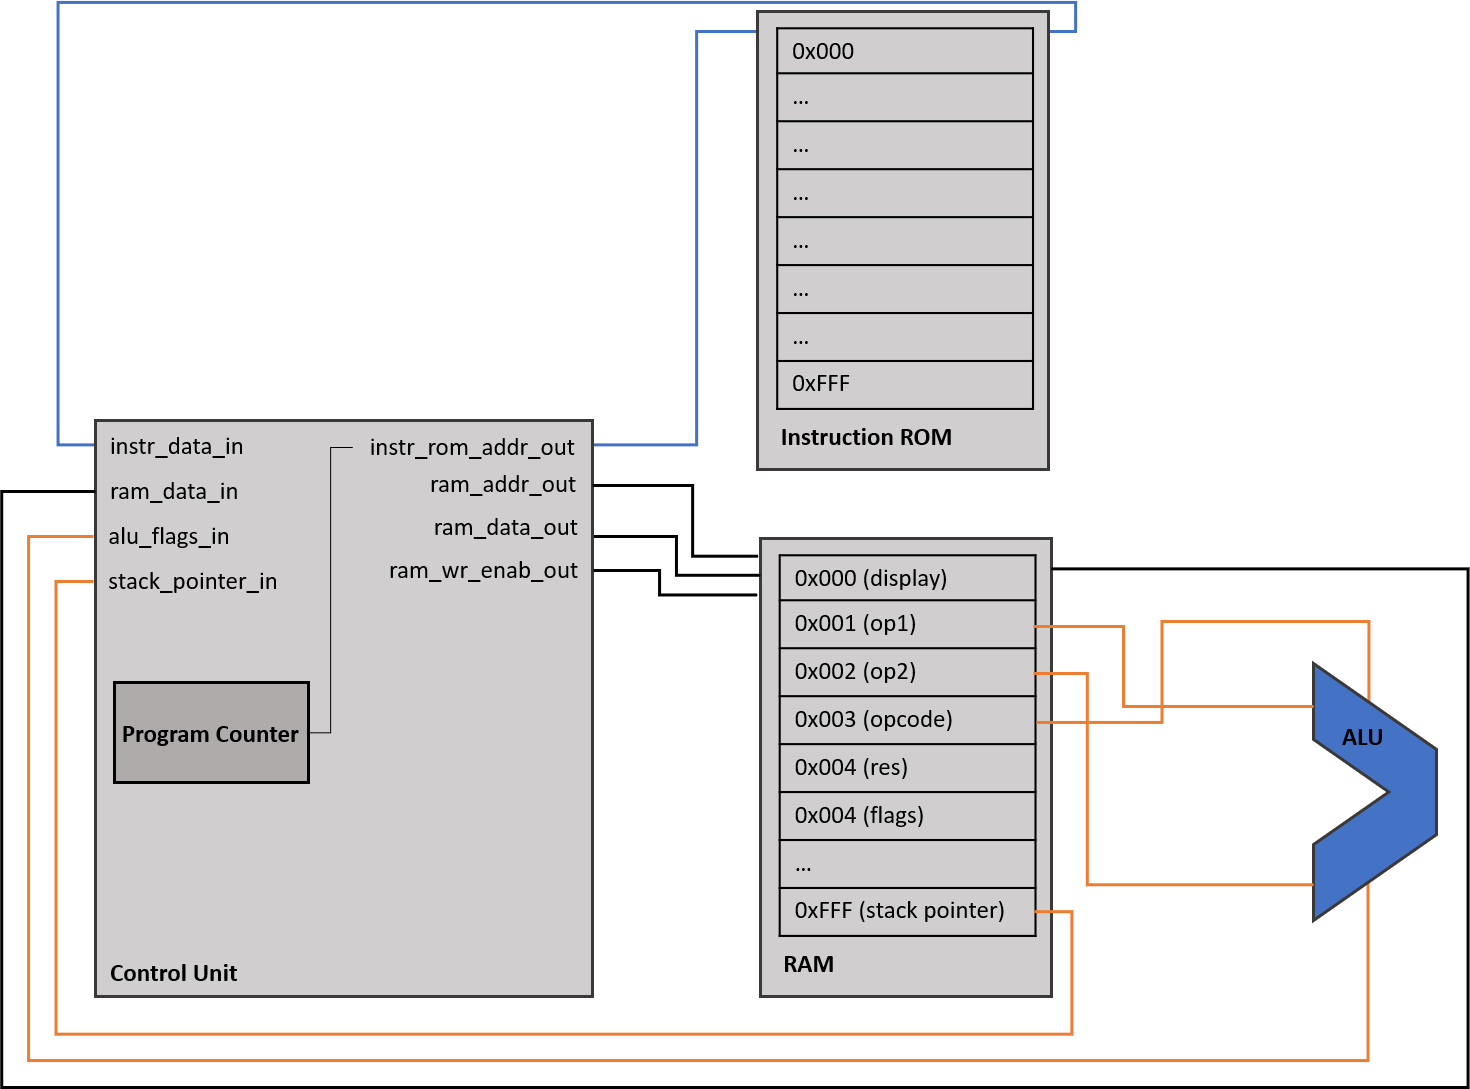 0x000
...
...
...
...
...
...
0xFFF
Instruction ROM
instr_data_in
ram_data_in
alu_flags_in
stack_pointer_in
instr_rom_addr_out
ram_addr_out
ram_data_out
ram_wr_enab_out
Program Counter
Control Unit
0x000 (display)
0x001 (op1)
0x002 (op2)
0x003 (opcode)
0x004 (res)
0x004 (flags)
...
0xFFF (stack pointer)
RAM
ALU